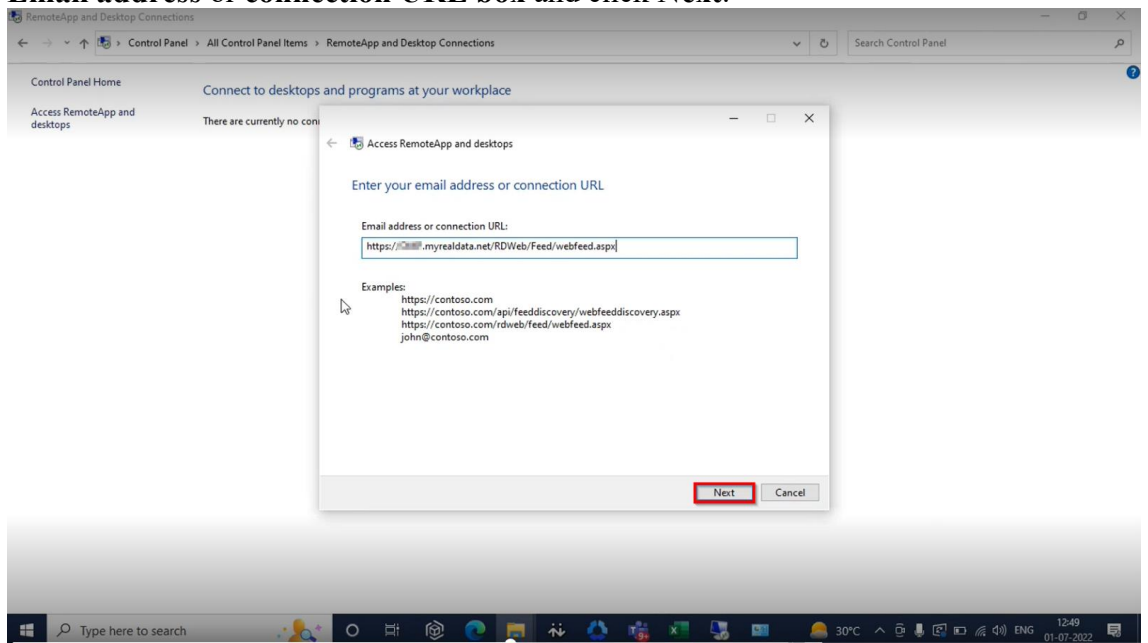 Email address or connection URL box and click Next.
RemoteApp and Desktop Connections
Control Panel > All Control Panel Items > RemoteApp and Desktop Connections
Search Control Panel
Control Panel Home
Connect to desktops and programs at your workplace
Access RemoteApp and
desktops
There are currently no con
Access RemoteApp and desktops
Enter your email address or connection URL
Email address or connection URL:
https://.myrealdata.net/RDWeb/Feed/webfeed.aspx
Examples:
https://contoso.com
https://contoso.com/api/feeddiscovery/webfeeddiscovery.aspx
https://contoso.com/rdweb/feed/webfeed.aspx
john@contoso.com
Next Cancel
Type here to search
30°C ENG
12:49
01-07-2022